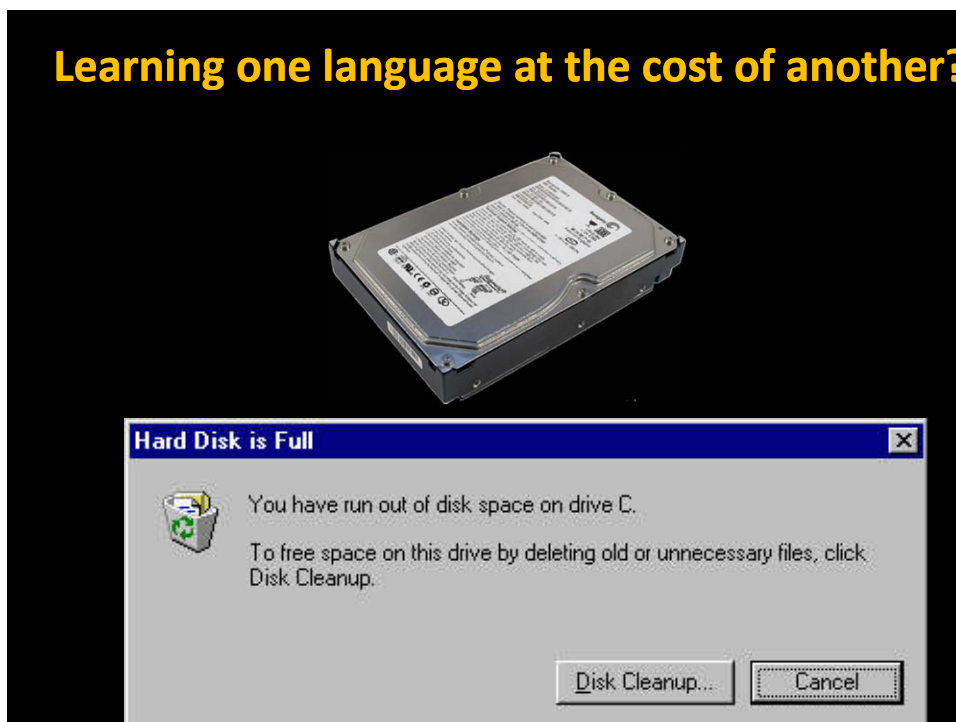 Learning one language at the cost of another?
Hard Disk is Full
You have run out of disk space on drive C.
To free space on this drive by deleting old or unnecessary files, click
Disk Cleanup.
Disk Cleanup...
Cancel